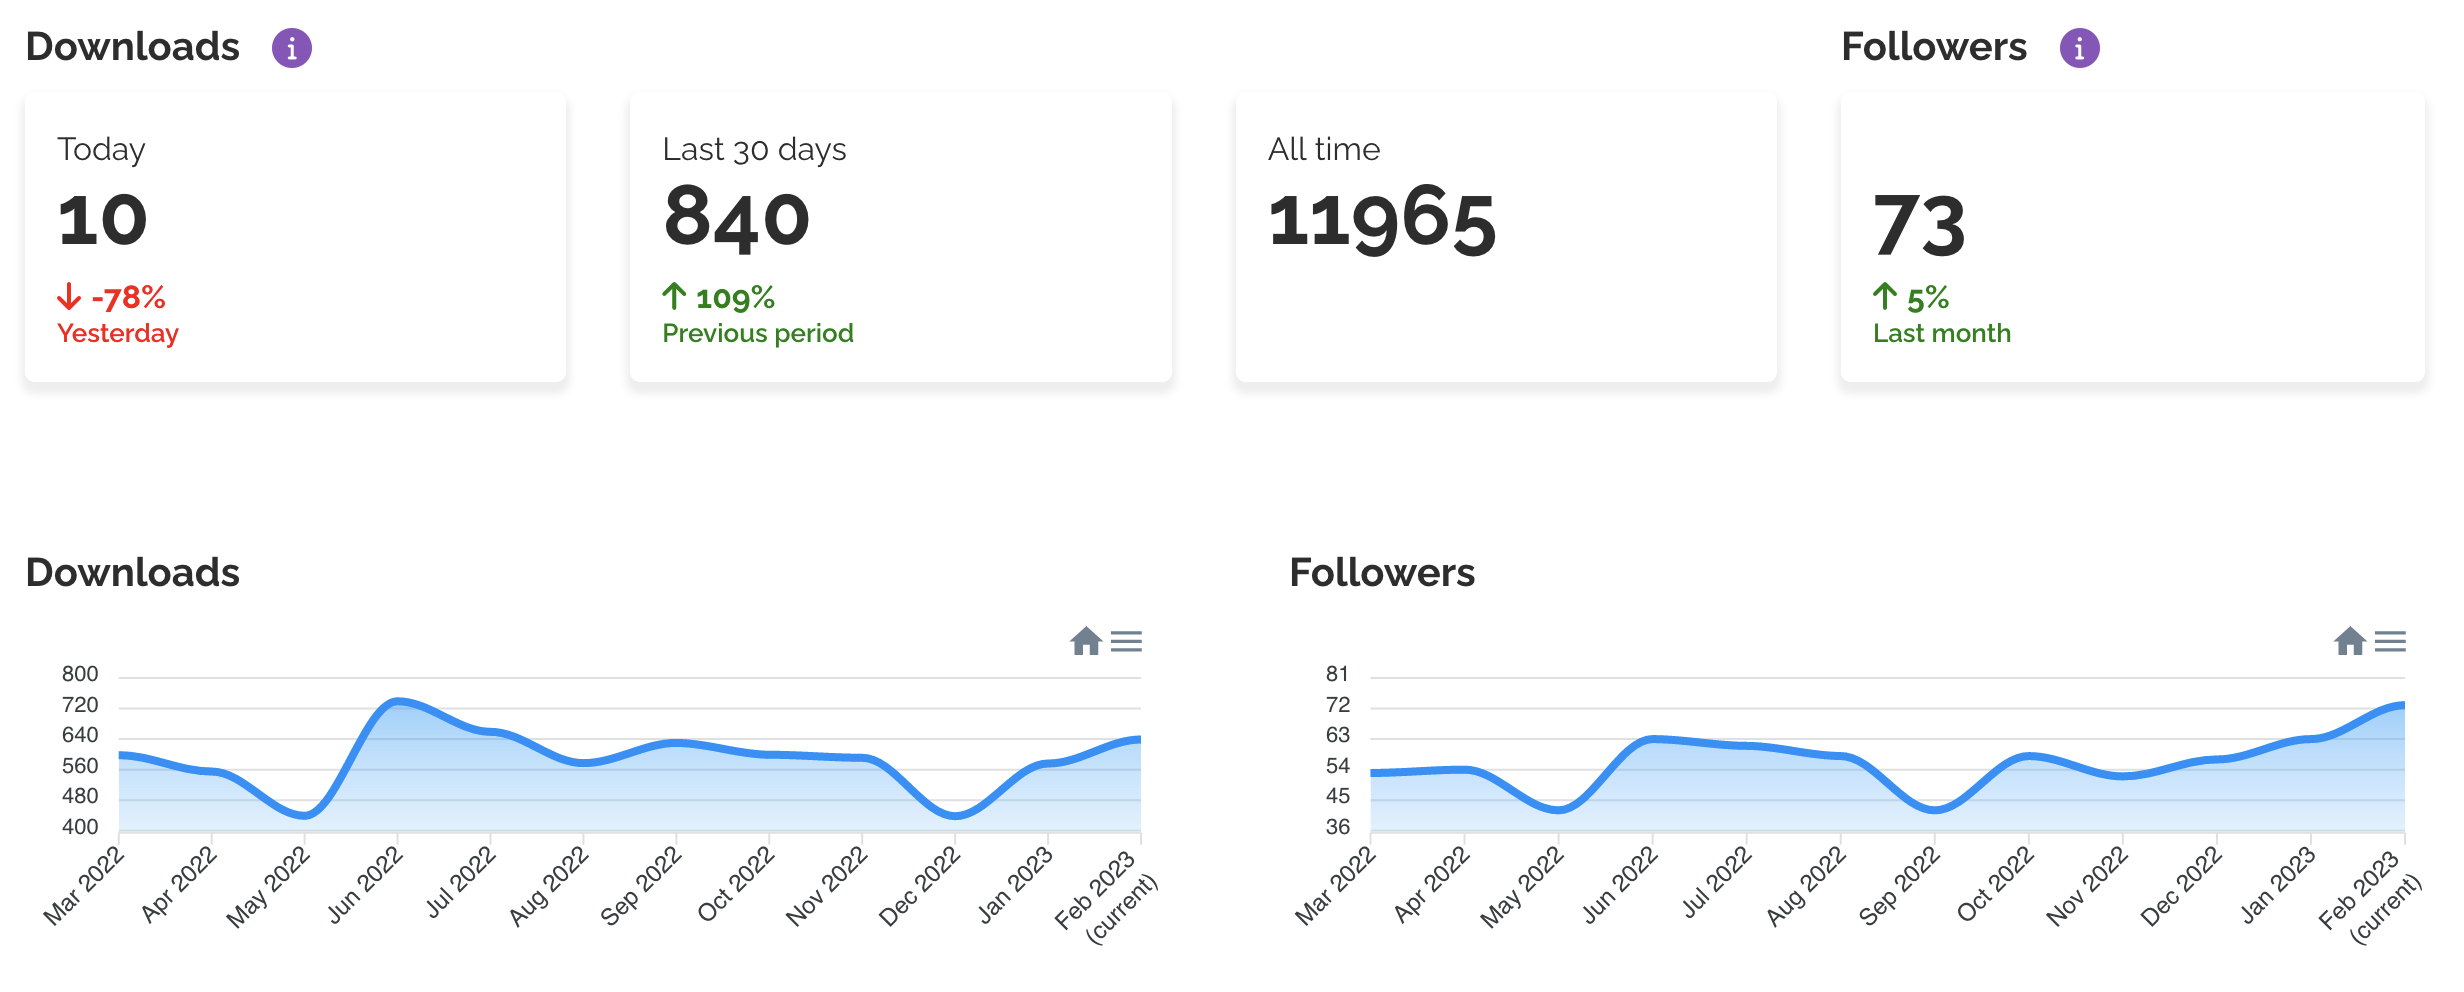 Downloads
Followers
Today
10
-78%
Yesterday
Last 30 days
840
109%
Previous period
All time
11965
73
5%
Last month
Downloads
800
720
640
560
480
400
Mar 2022
Apr 2022
May 2022
Jun 2022
Jul 2022
Aug 2022
Sep 2022
Oct 2022
Nov 2022
Dec 2022
Jan 2023
Feb 2023
(current)
Followers
81
72
63
54
45
36
Mar 2022
Apr 2022
May 2022
Jun 2022
Jul 2022
Aug 2022
Sep 2022
Oct 2022
Nov 2022
Dec 2022
Jan 2023
Feb 2023
(current)